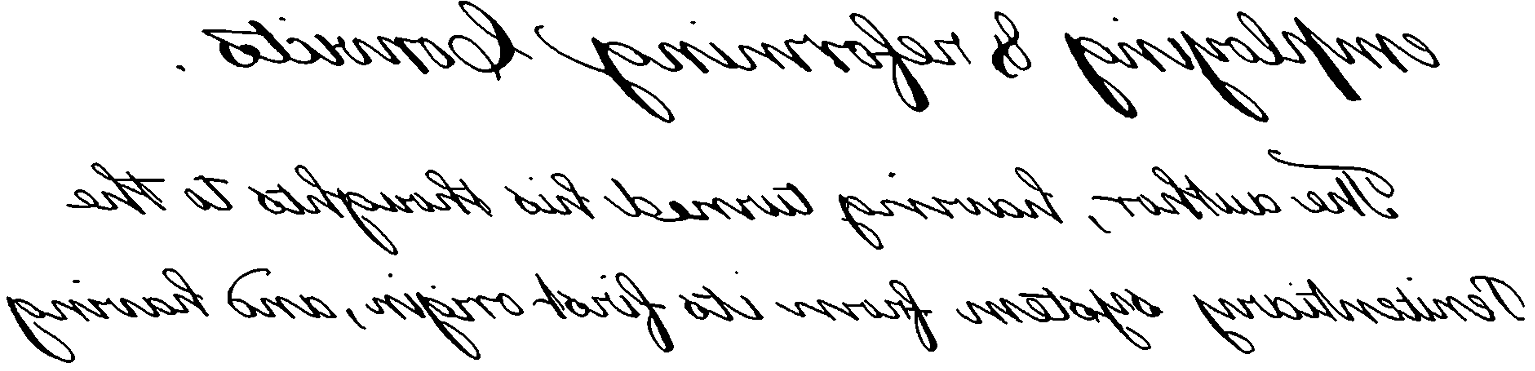 employing & reforming Convicts.
The author, having turned his thoughts to the
Penitentiary system from its first origin, and having